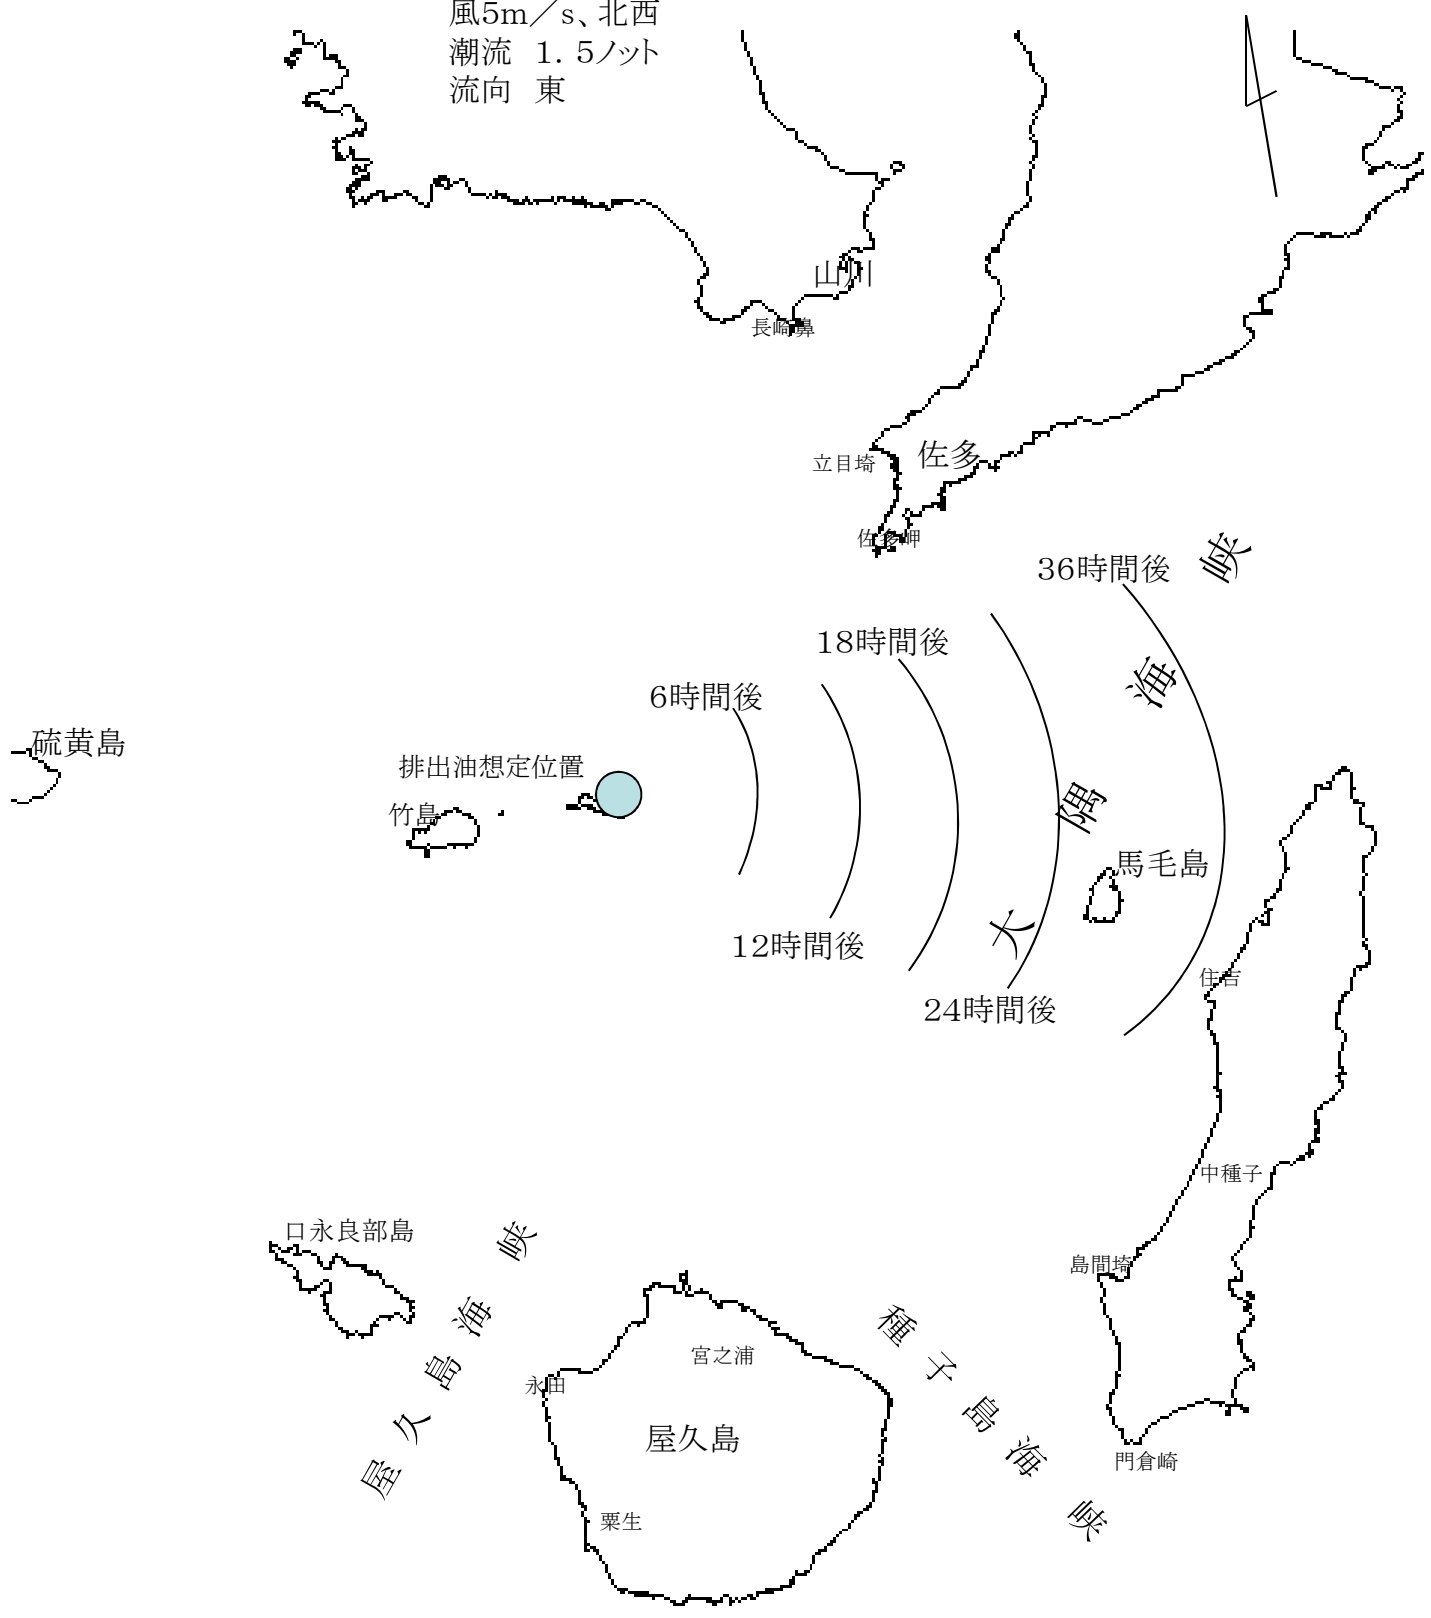 風5m／s、北西
潮流　1．5ノット
流向　東
山川
長崎鼻
立目埼
佐多
佐多岬
36時間後
18時間後
6時間後
硫黄島
排出油想定位置
竹島
馬毛島
12時間後
24時間後
大隅海峡
住吉
中種子
島間埼
口永良部島
屋久島海峡
宮之浦
永田
屋久島
種子島海峡
門倉崎
粟生